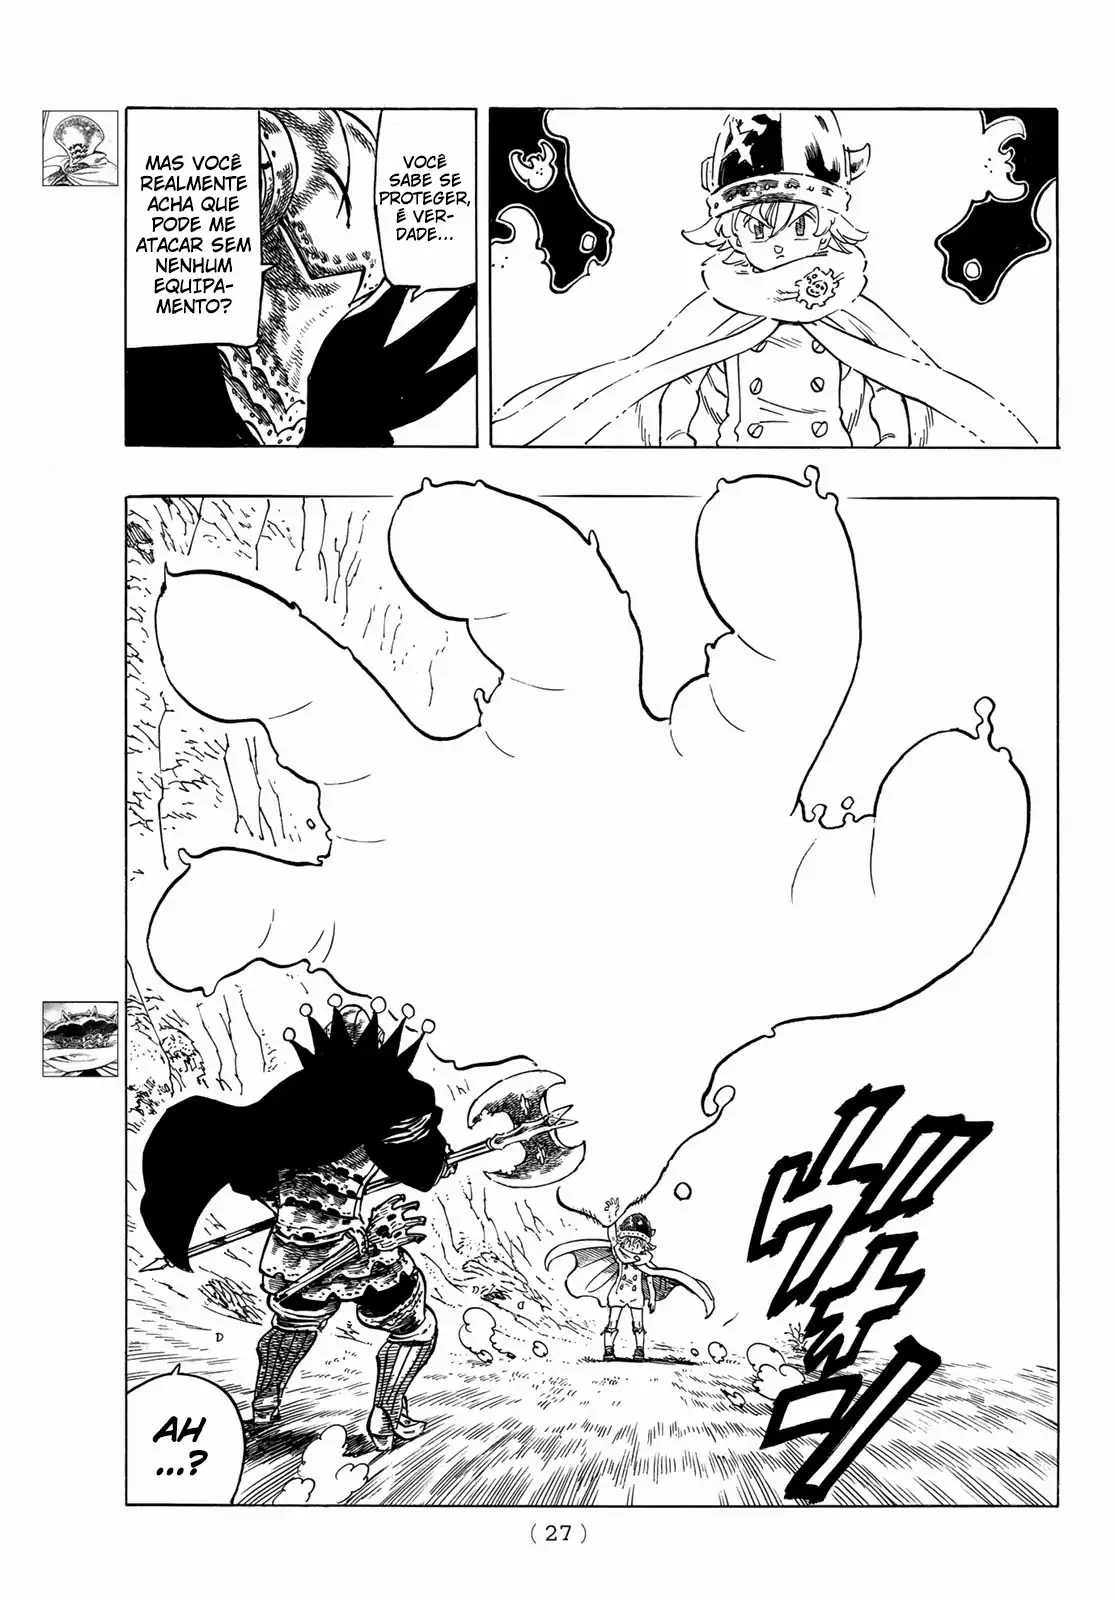 VOCÊ
SABE SE
PROTEGER,
É VER-
DADE...
MAS VOCÊ
REALMENTE
ACHA QUE
PODE ME
ATACAR SEM
NENHUM
EQUIPA-
MENTO?
AH
...?
(27)